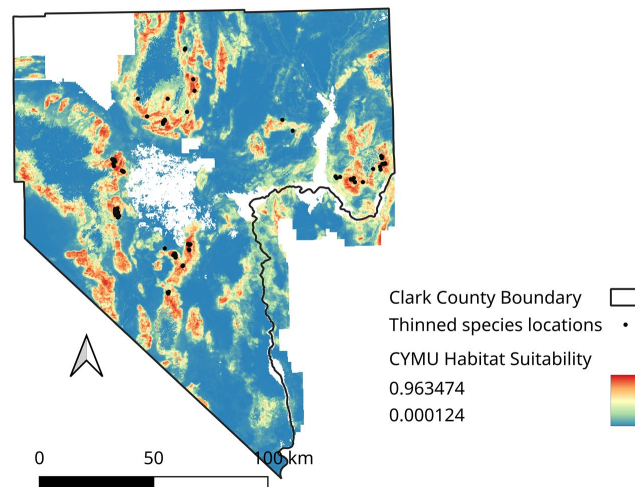 Clark County Boundary
Thinned species locations
CYMU Habitat Suitability
0.963474
0.000124
0 50 100 km